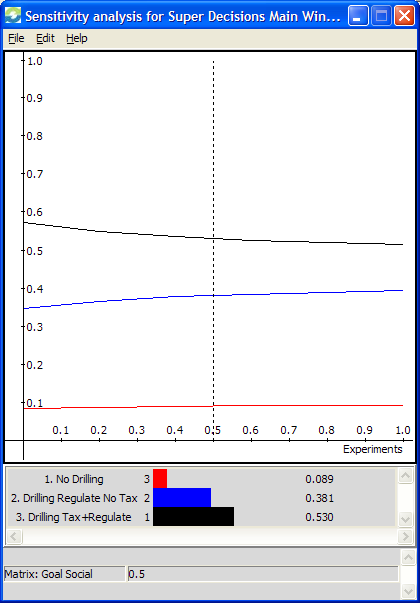 Sensitivity analysis for Super Decisions Main Win...
File Edit Help
1.0
0.9
0.8
0.7
0.6
0.5
0.4
0.3
0.2
0.1
0.1 0.2 0.3 0.4 0.5 0.6 0.7 0.8 0.9 1.0
Experiments
1. No Drilling 3 0.089
2. Drilling Regulate No Tax 2 0.381
3. Drilling Tax+Regulate 1 0.530
Matrix: Goal Social 0.5